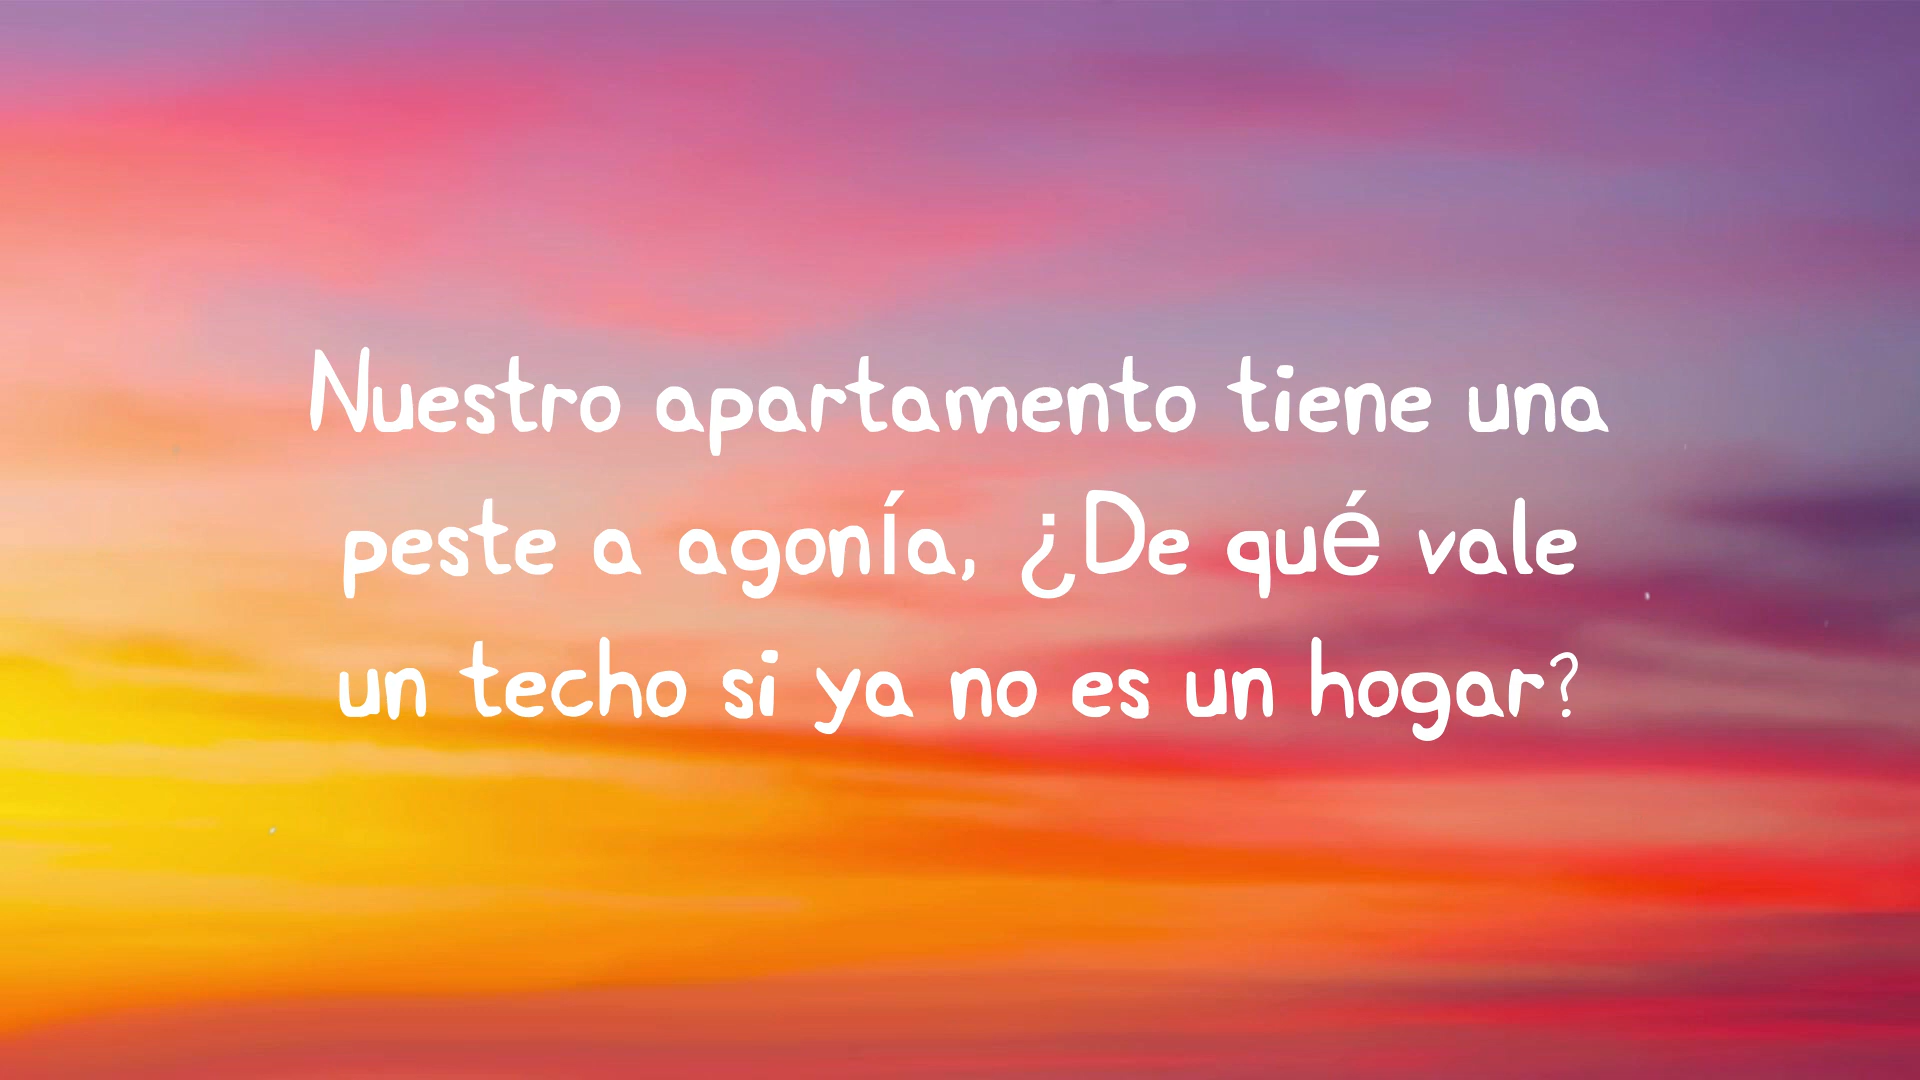 Nuestro apartamento tiene una
peste a agonía, ¿De qué vale
un techo si ya no es un hogar?